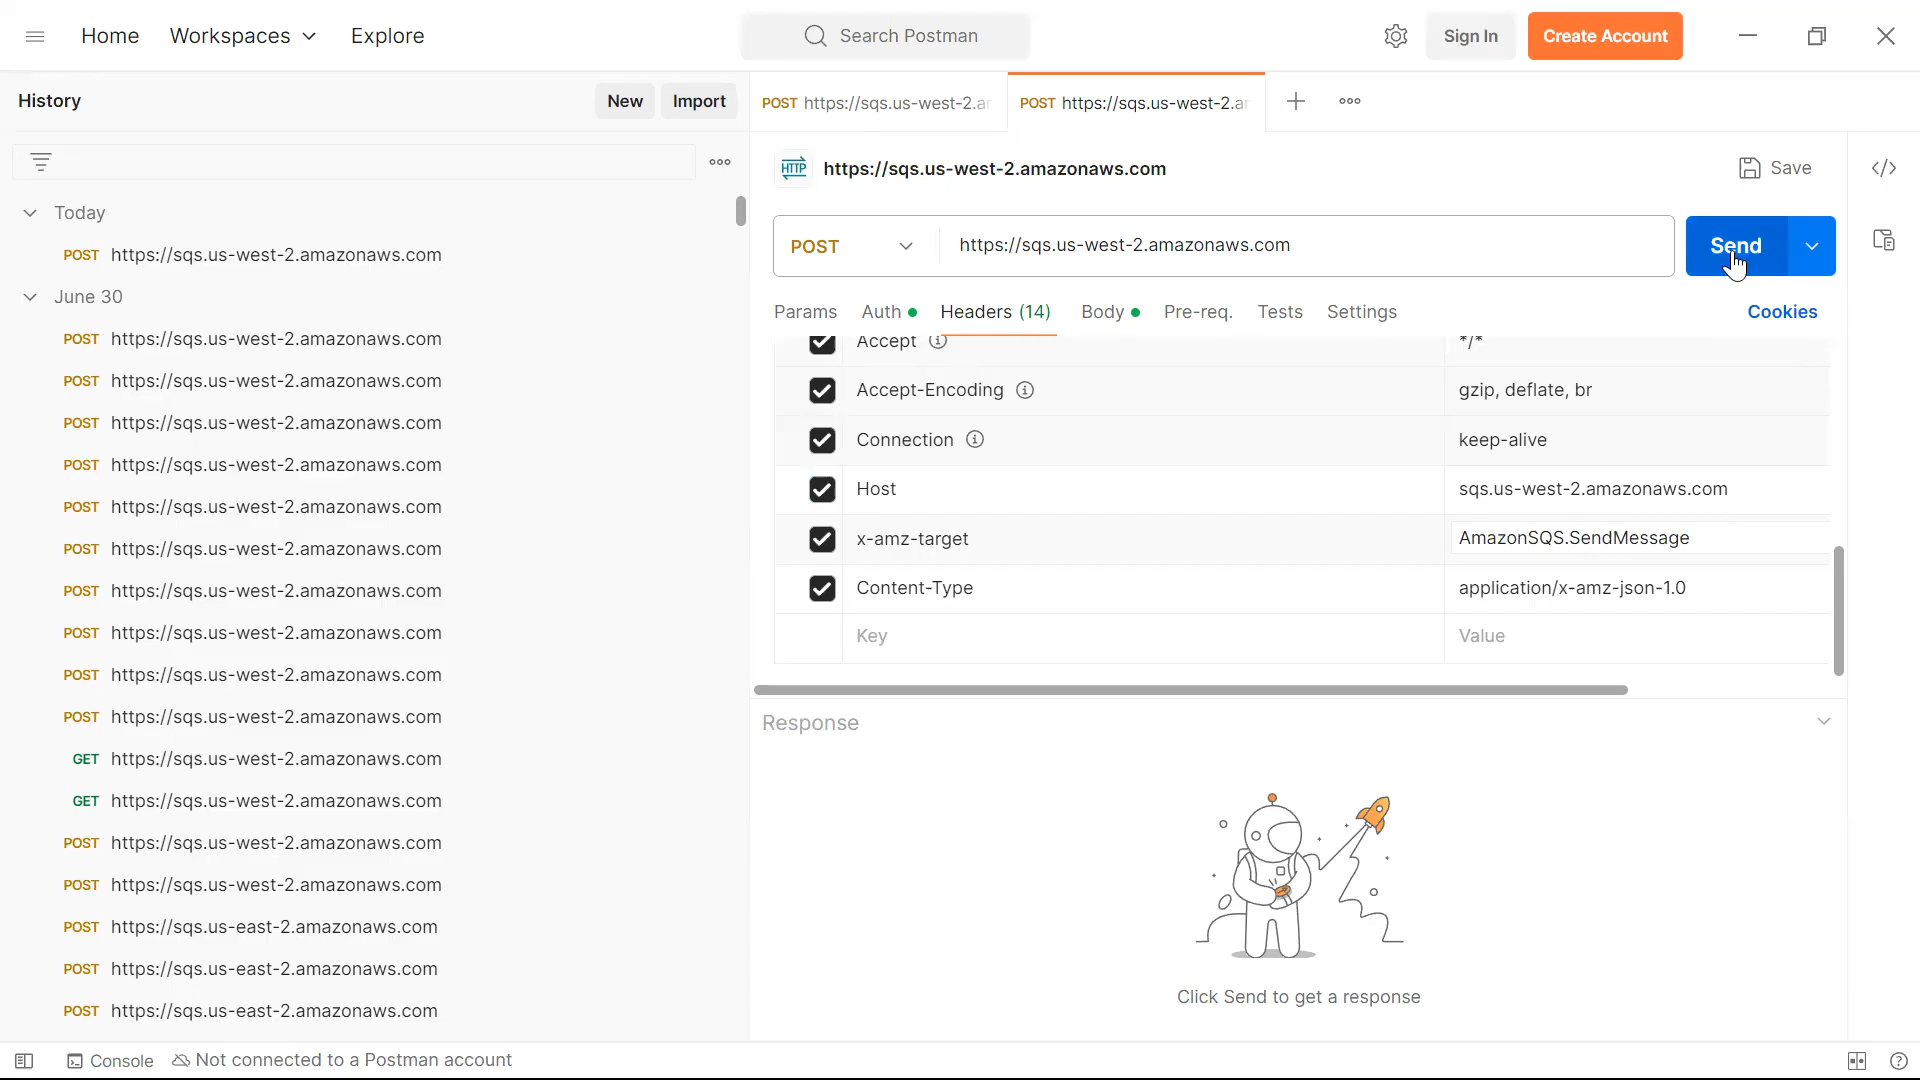 Home
Workspaces
Explore
Search Postman
Sign In
Create Account
History
New
Import
POST https://sqs.us-west-2.a
POST https://sqs.us-west-2.a
Today
POST https://sqs.us-west-2.amazonaws.com
June 30
POST https://sqs.us-west-2.amazonaws.com
POST https://sqs.us-west-2.amazonaws.com
POST https://sqs.us-west-2.amazonaws.com
POST https://sqs.us-west-2.amazonaws.com
POST https://sqs.us-west-2.amazonaws.com
POST https://sqs.us-west-2.amazonaws.com
POST https://sqs.us-west-2.amazonaws.com
POST https://sqs.us-west-2.amazonaws.com
POST https://sqs.us-west-2.amazonaws.com
POST https://sqs.us-west-2.amazonaws.com
GET https://sqs.us-west-2.amazonaws.com
GET https://sqs.us-west-2.amazonaws.com
POST https://sqs.us-west-2.amazonaws.com
POST https://sqs.us-west-2.amazonaws.com
POST https://sqs.us-east-2.amazonaws.com
POST https://sqs.us-east-2.amazonaws.com
POST https://sqs.us-east-2.amazonaws.com
HTTP https://sqs.us-west-2.amazonaws.com
Save
POST https://sqs.us-west-2.amazonaws.com
Send
Params
Auth
Headers (14)
Body
Pre-req.
Tests
Settings
Cookies
Accept */*
Accept-Encoding gzip, deflate, br
Connection keep-alive
Host sqs.us-west-2.amazonaws.com
x-amz-target AmazonSQS.SendMessage
Content-Type application/x-amz-json-1.0
Key Value
Response
Click Send to get a response
Console
Not connected to a Postman account